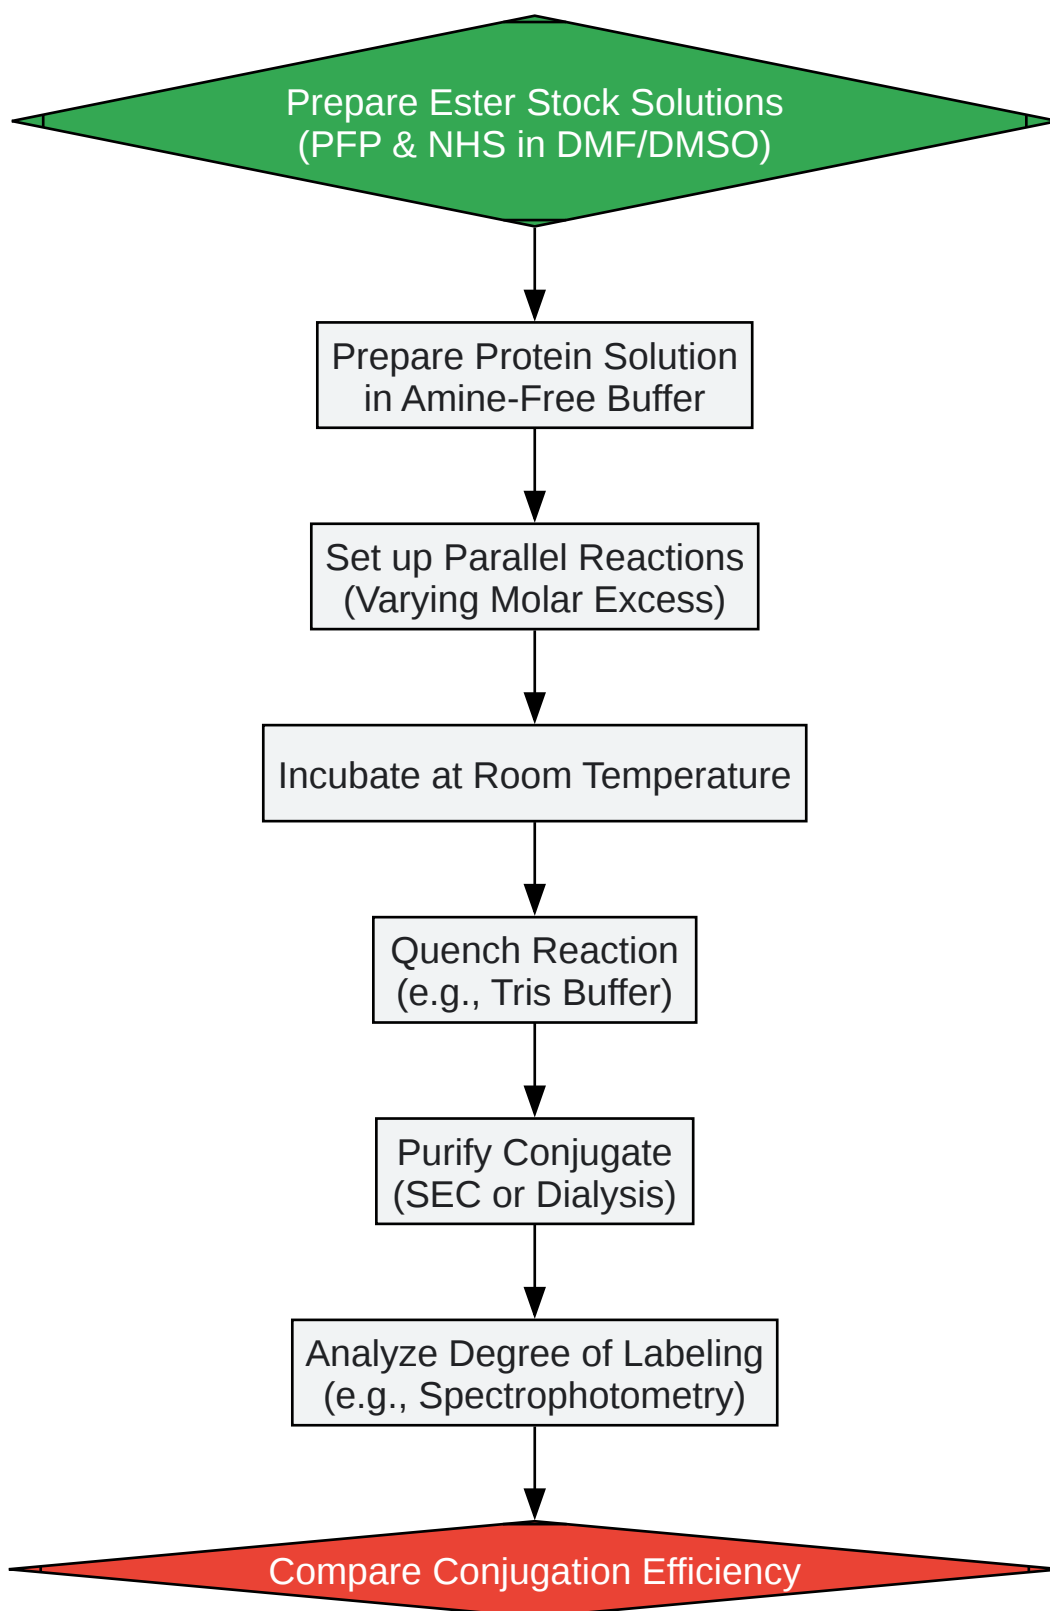 Prepare Ester Stock Solutions
(PFP & NHS in DMF/DMSO)
Prepare Protein Solution
in Amine-Free Buffer
Set up Parallel Reactions
(Varying Molar Excess)
Incubate at Room Temperature
Quench Reaction
(e.g., Tris Buffer)
Purify Conjugate
(SEC or Dialysis)
Analyze Degree of Labeling
(e.g., Spectrophotometry)
Compare Conjugation Efficiency